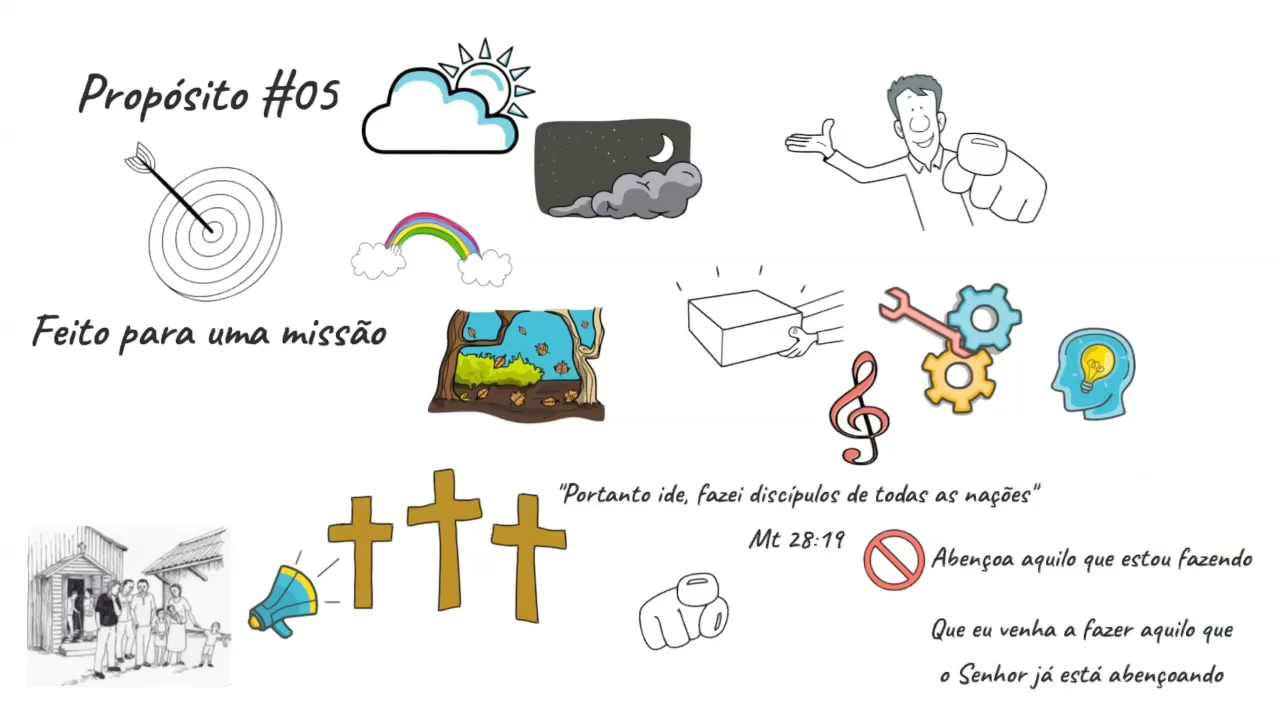 Propósito #05
Feito para uma missão
"Portanto ide, fazei discípulos de todas as nações"
Mt 28:19
Abençoa aquilo que estou fazendo
Que eu venha a fazer aquilo que
o Senhor já está abençoando